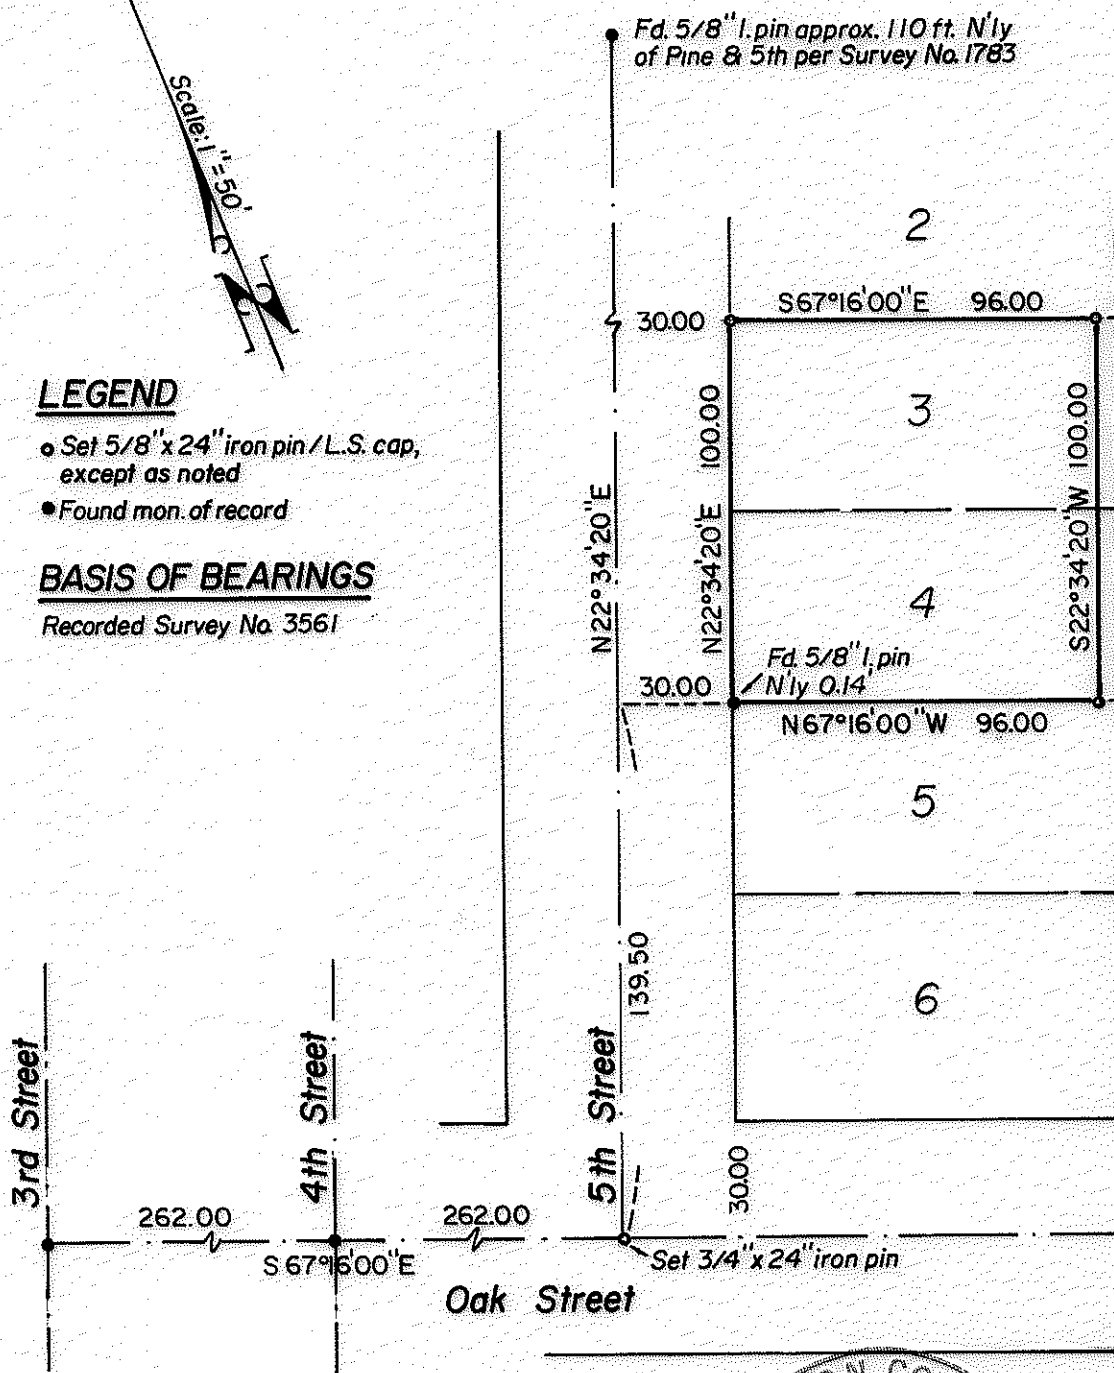 Fd. 5/8" I. pin approx. 110 ft. N'ly
of Pine & 5th per Survey No. 1783
Scale: 1" = 50'
N
2
S67°16'00"E 96.00
30.00
LEGEND
Set 5/8" x 24" iron pin / L.S. cap,
except as noted
Found mon. of record
BASIS OF BEARINGS
Recorded Survey No. 3561
3
N22°34'20"E
N22°34'20"E 100.00
S22°34'20"W 100.00
4
Fd. 5/8" I. pin
N'ly 0.14'
30.00
N67°16'00"W 96.00
5
139.50
6
3rd Street
4th Street
5th Street
30.00
262.00
262.00
S 67°16'00"E
Set 3/4" x 24" iron pin
Oak Street